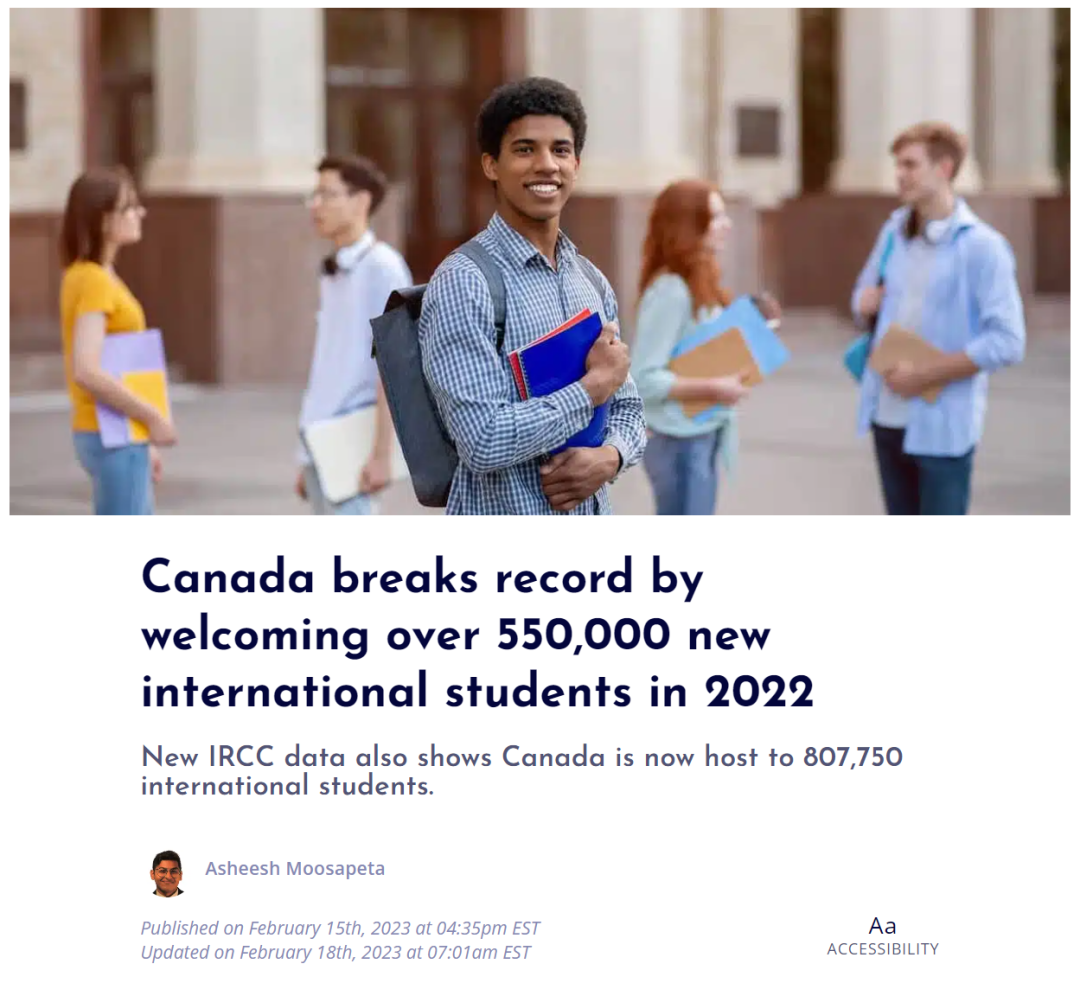 Canada breaks record by
welcoming over 550,000 new
international students in 2022
New IRCC data also shows Canada is now host to 807,750
international students.
Asheesh Moosapeta
Published on February 15th, 2023 at 04:35pm EST
Updated on February 18th, 2023 at 07:01am EST
Aa
ACCESSIBILITY